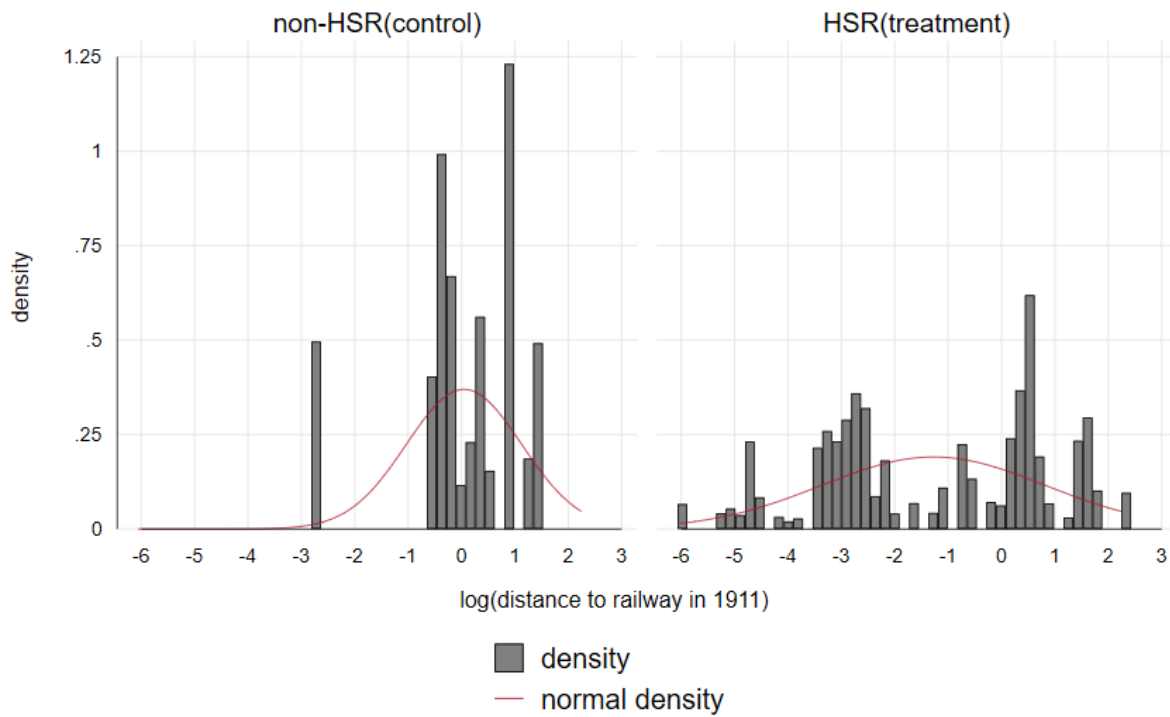 non-HSR(control)
HSR(treatment)
density
1.25
1
.75
.5
.25
0
-6 -5 -4 -3 -2 -1 0 1 2 3
-6 -5 -4 -3 -2 -1 0 1 2 3
log(distance to railway in 1911)
density
normal density